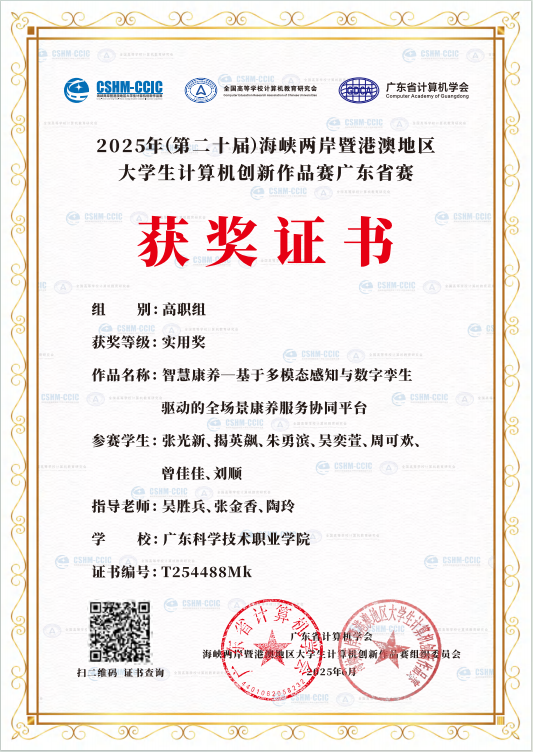 CSHM-CCIC
全国高等学校计算机教育研究会
GDCA
广东省计算机学会
Computer Academy of Guangdong
2025年(第二十届)海峡两岸暨港澳地区
大学生计算机创新作品赛广东省赛
获奖证书
组 别:高职组
获奖等级:实用奖
作品名称:智慧康养—基于多模态感知与数字孪生
驱动的全场景康养服务协同平台
参赛学生:张光新、揭英飙、朱勇滨、吴奕萱、周可欢、
曾佳佳、刘顺
指导老师:吴胜兵、张金香、陶玲
学 校:广东科学技术职业学院
证书编号:T254488Mk
广东省计算机学会
海峡两岸暨港澳地区大学生计算机创新作品赛组织委员会
2025年6月
扫二维码 证书查询